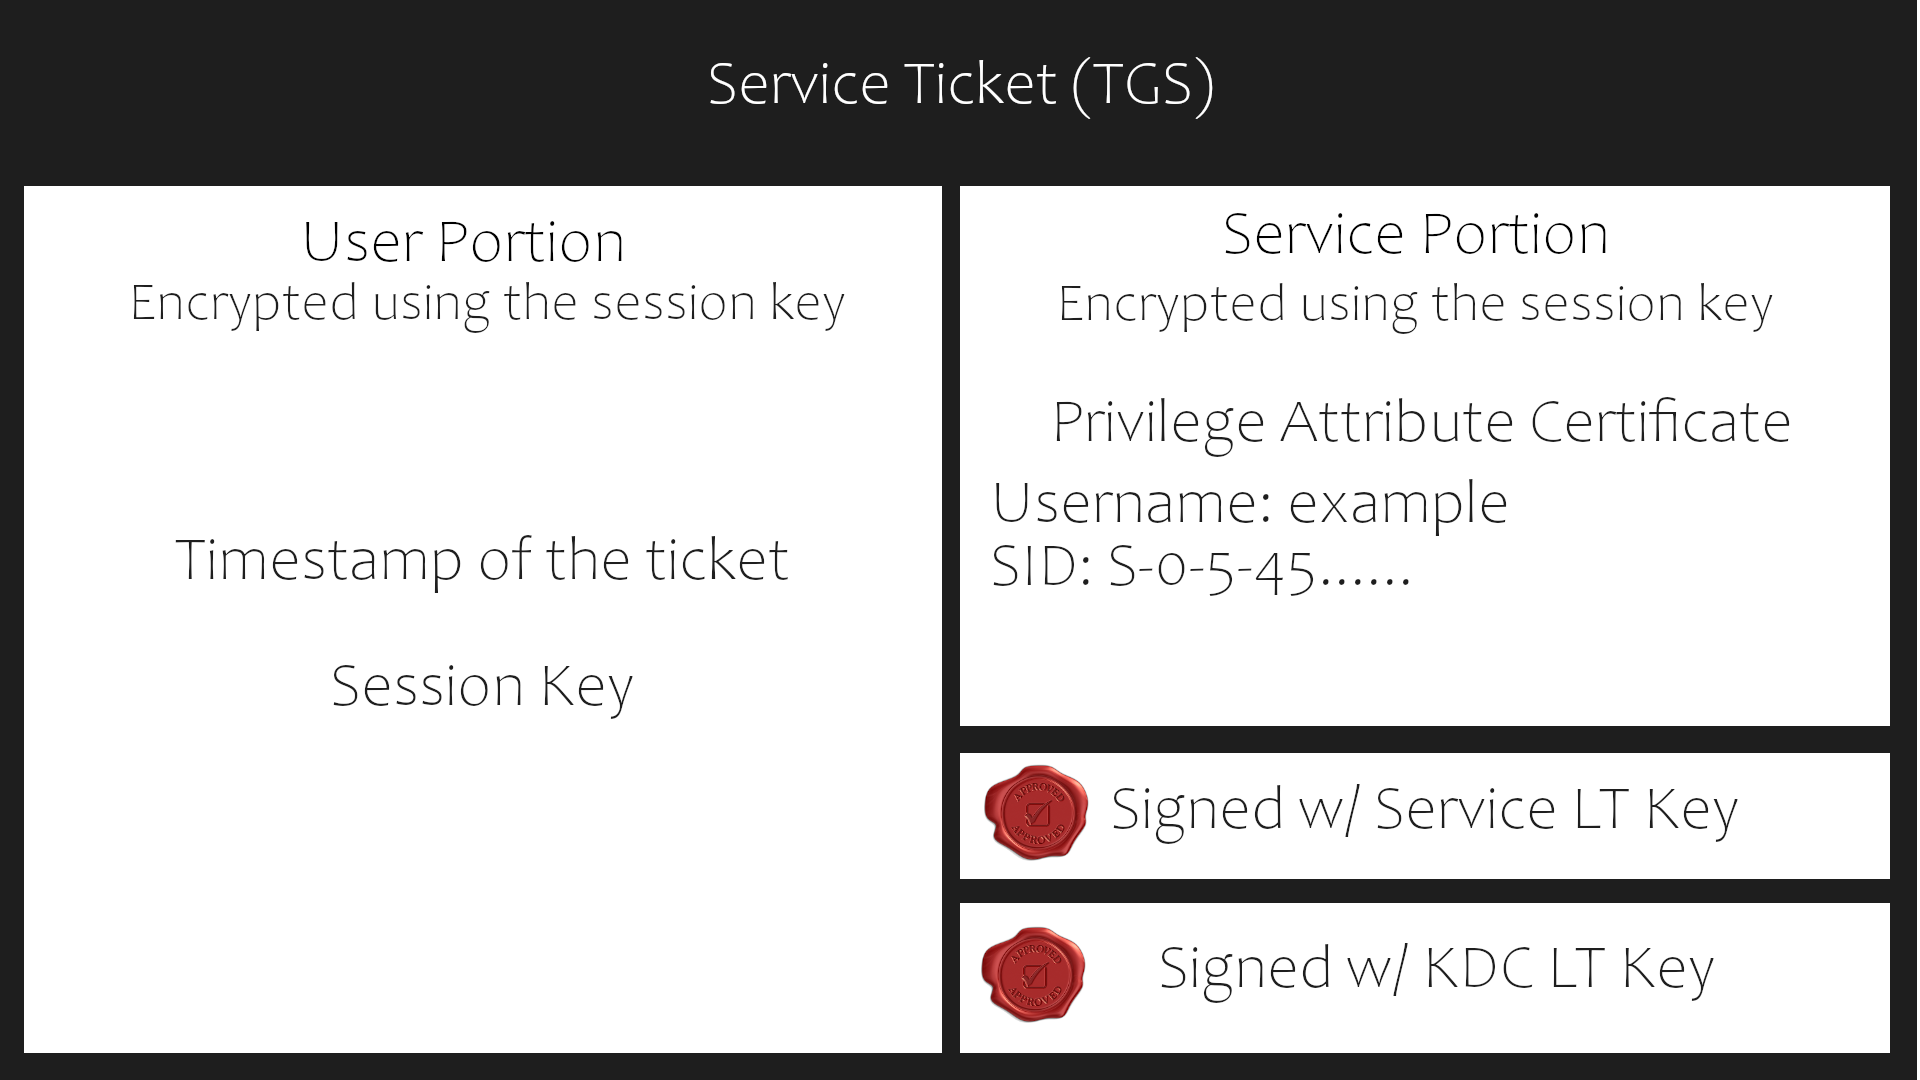 Service Ticket (TGS)
User Portion
Encrypted using the session key
Timestamp of the ticket
Session Key
Service Portion
Encrypted using the session key
Privilege Attribute Certificate
Username: example
SID: S-0-5-45......
APPROVED
APPROVED
Signed w/ Service LT Key
APPROVED
APPROVED
Signed w/ KDC LT Key